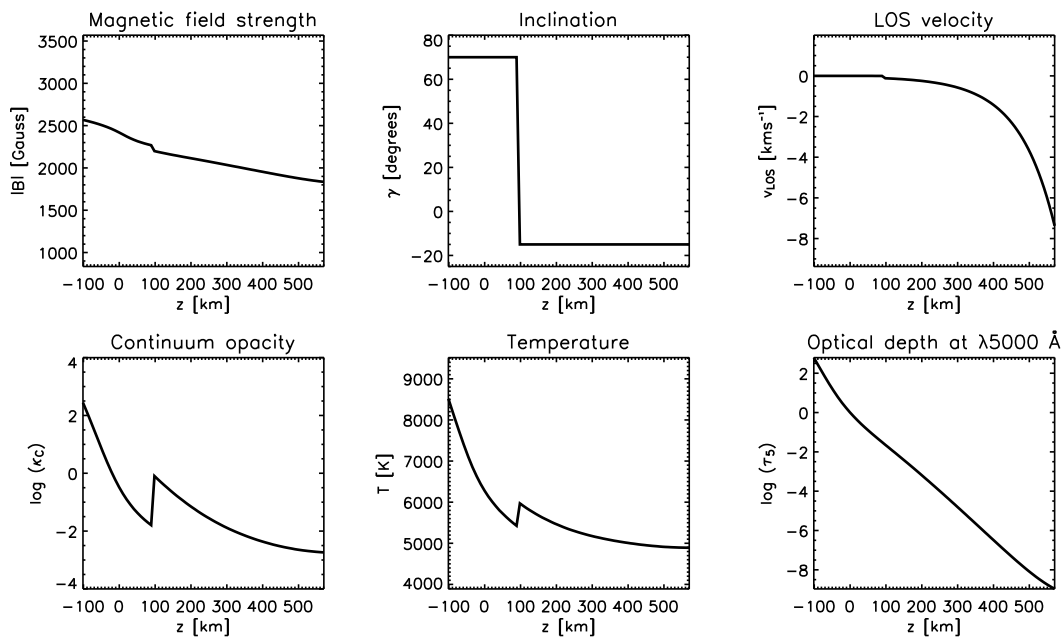 Magnetic field strength
3500
3000
2500
2000
1500
1000
|B| [Gauss]
−100 0 100 200 300 400 500
z [km]
Inclination
80
60
40
20
0
−20
γ [degrees]
−100 0 100 200 300 400 500
z [km]
LOS velocity
0
−2
−4
−6
−8
vLOS [kms⁻¹]
−100 0 100 200 300 400 500
z [km]
Continuum opacity
4
2
0
−2
−4
log (κC)
−100 0 100 200 300 400 500
z [km]
Temperature
9000
8000
7000
6000
5000
4000
T [K]
−100 0 100 200 300 400 500
z [km]
Optical depth at λ5000 Å
2
0
−2
−4
−6
−8
log (τ5)
−100 0 100 200 300 400 500
z [km]